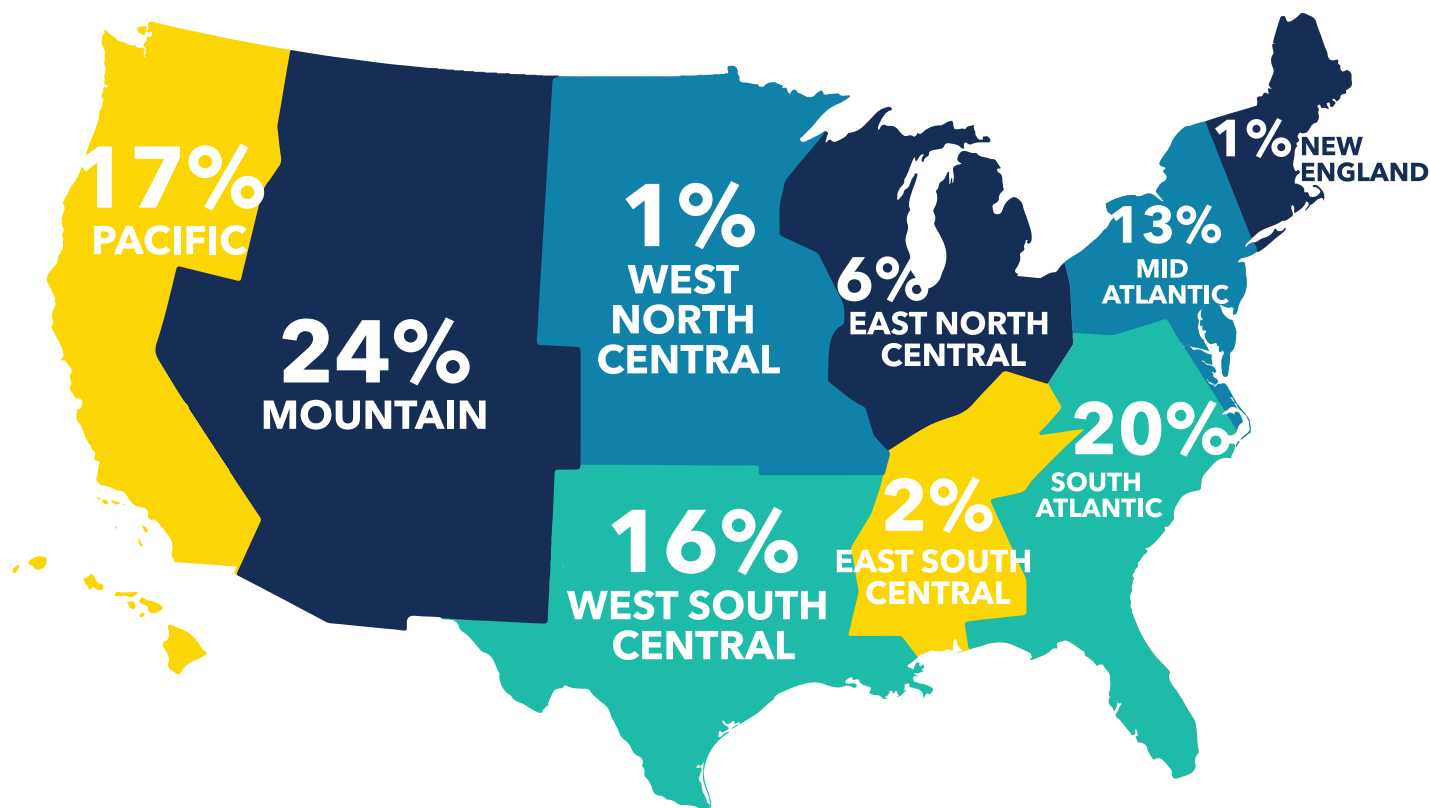 17%
PACIFIC
24%
MOUNTAIN
1%
WEST
NORTH
CENTRAL
6%
EAST NORTH
CENTRAL
1%
NEW
ENGLAND
13%
MID
ATLANTIC
20%
SOUTH
ATLANTIC
2%
EAST SOUTH
CENTRAL
16%
WEST SOUTH
CENTRAL